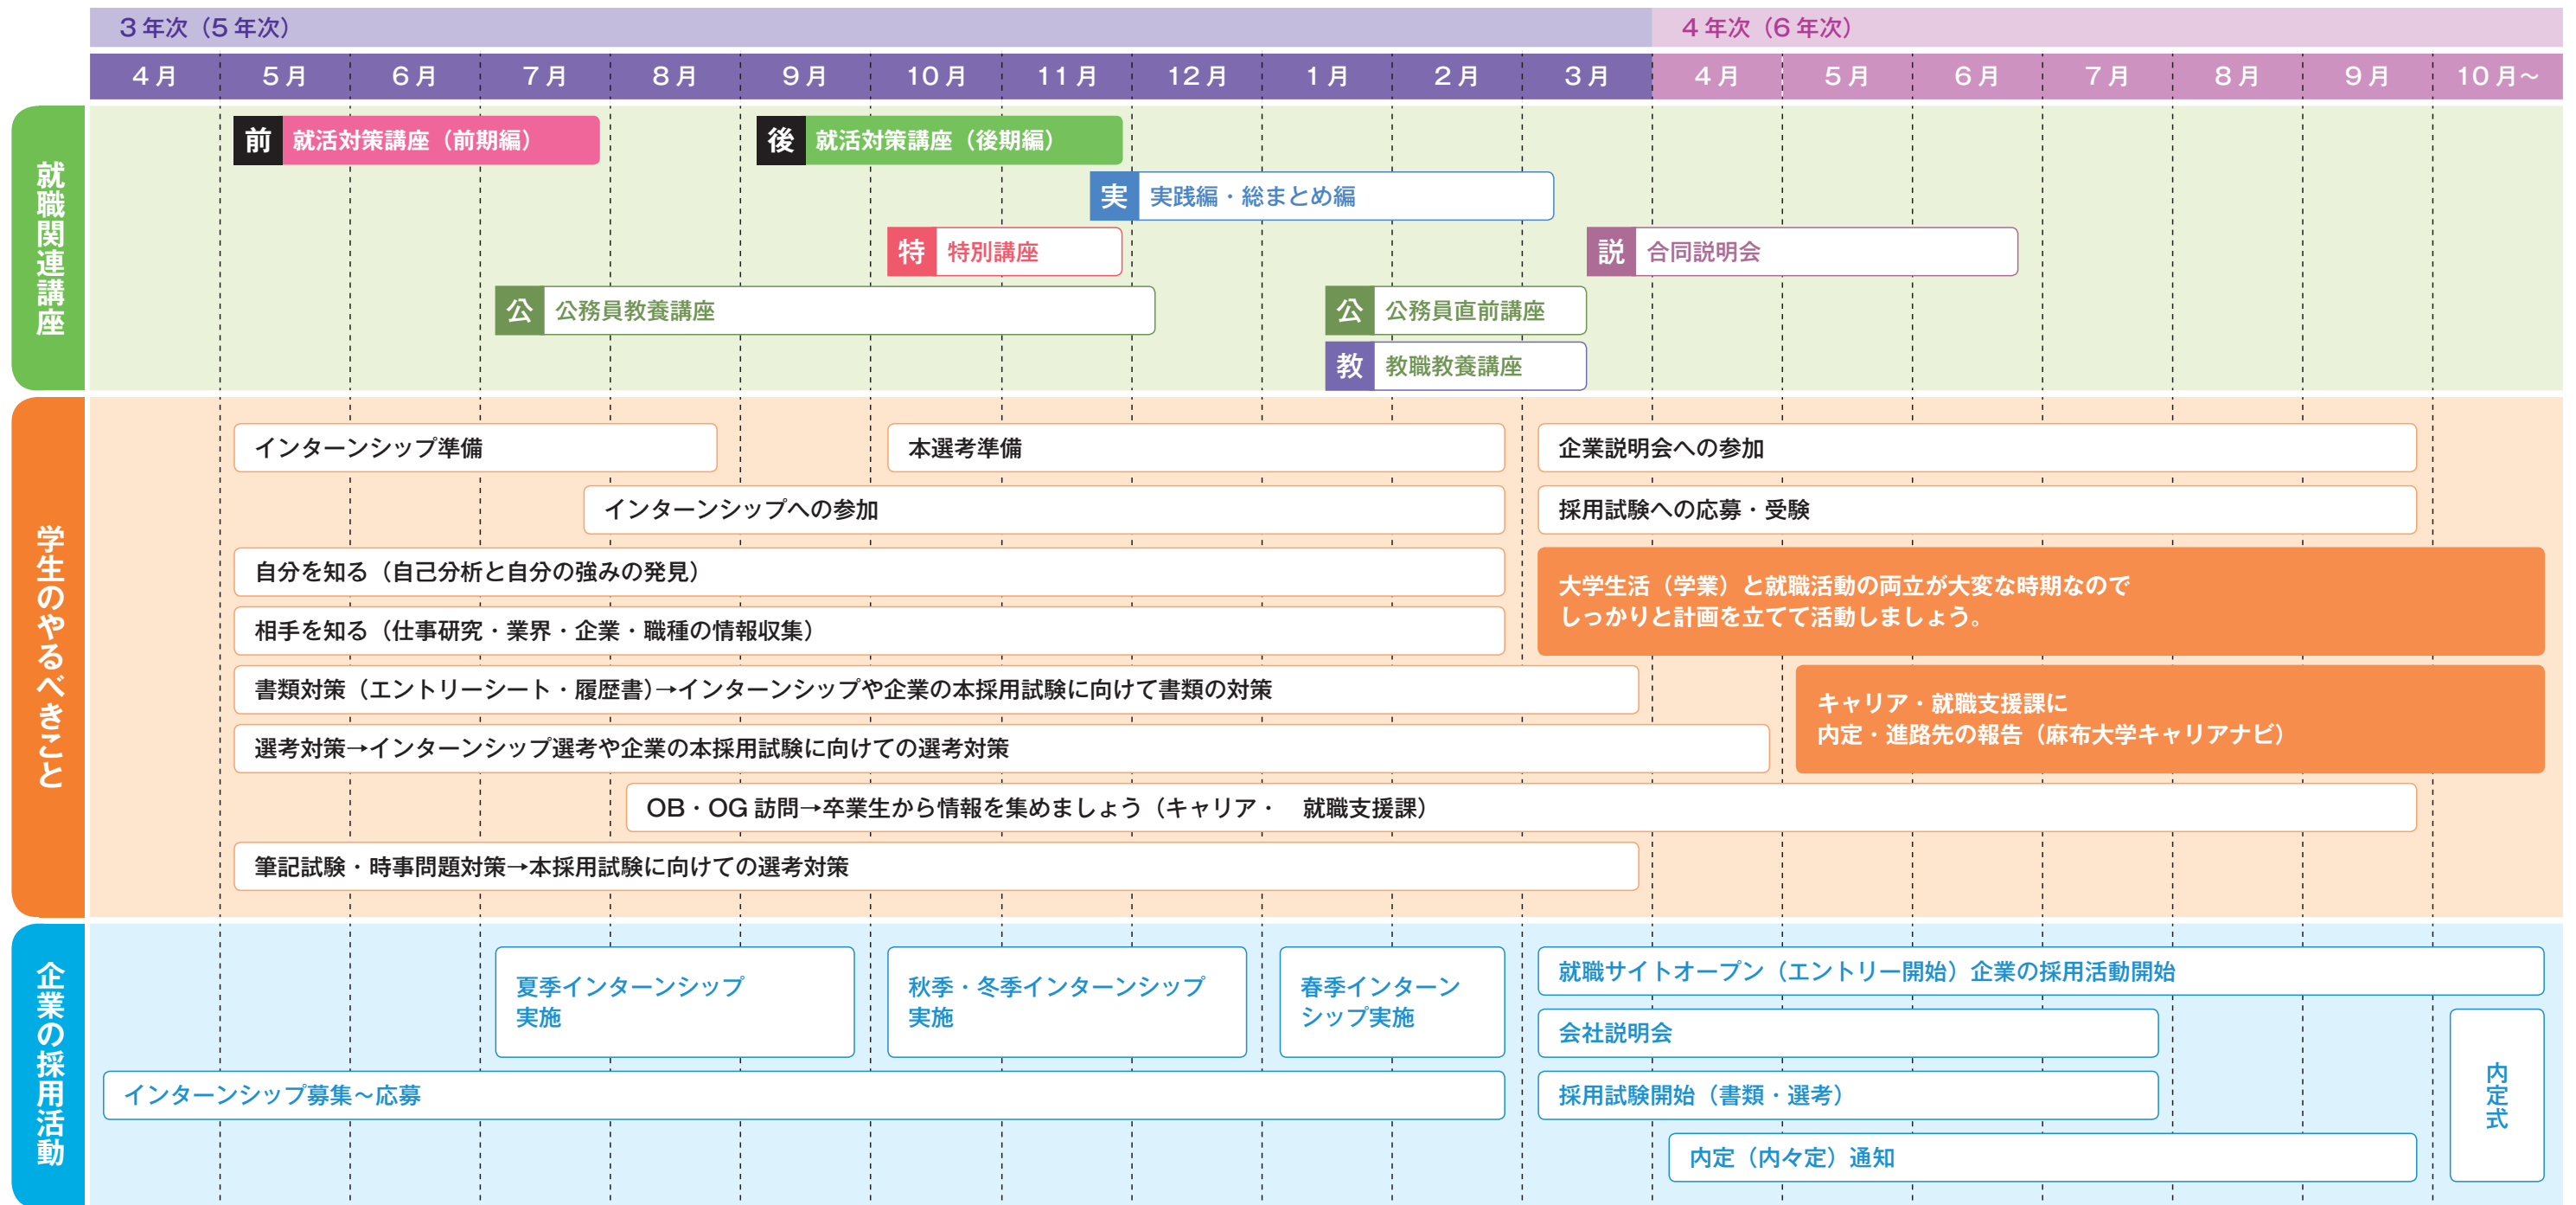 3年次（5年次）
4年次（6年次）
4月 5月 6月 7月 8月 9月 10月 11月 12月 1月 2月 3月 4月 5月 6月 7月 8月 9月 10月～
就職関連講座
前 就活対策講座（前期編）
後 就活対策講座（後期編）
実 実践編・総まとめ編
特 特別講座
説 合同説明会
公 公務員教養講座
公 公務員直前講座
教 教職教養講座
学生のやるべきこと
インターンシップ準備
本選考準備
企業説明会への参加
インターンシップへの参加
採用試験への応募・受験
自分を知る（自己分析と自分の強みの発見）
大学生活（学業）と就職活動の両立が大変な時期なので
しっかりと計画を立てて活動しましょう。
相手を知る（仕事研究・業界・企業・職種の情報収集）
書類対策（エントリーシート・履歴書）→インターンシップや企業の本採用試験に向けて書類の対策
キャリア・就職支援課に
内定・進路先の報告（麻布大学キャリアナビ）
選考対策→インターンシップ選考や企業の本採用試験に向けての選考対策
OB・OG訪問→卒業生から情報を集めましょう（キャリア・　就職支援課）
筆記試験・時事問題対策→本採用試験に向けての選考対策
企業の採用活動
夏季インターンシップ
実施
秋季・冬季インターンシップ
実施
春季インターン
シップ実施
就職サイトオープン（エントリー開始）企業の採用活動開始
会社説明会
インターンシップ募集～応募
採用試験開始（書類・選考）
内定（内々定）通知
内定式